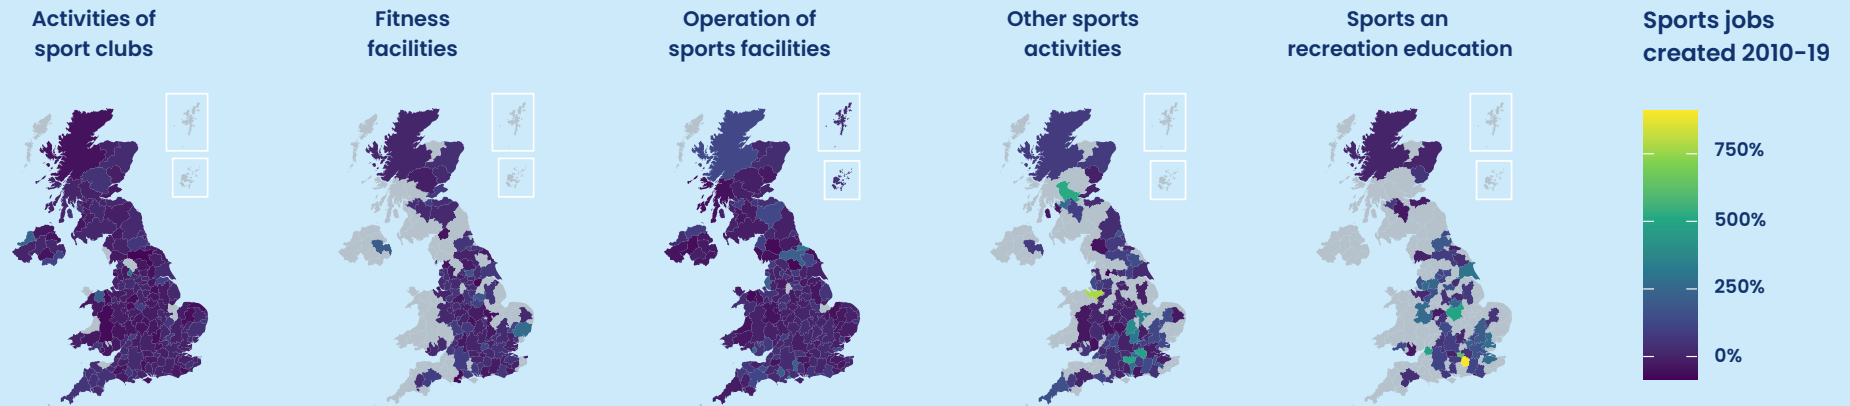 Activities of
sport clubs
Fitness
facilities
Operation of
sports facilities
Other sports
activities
Sports an
recreation education
Sports jobs
created 2010-19
750%
500%
250%
0%